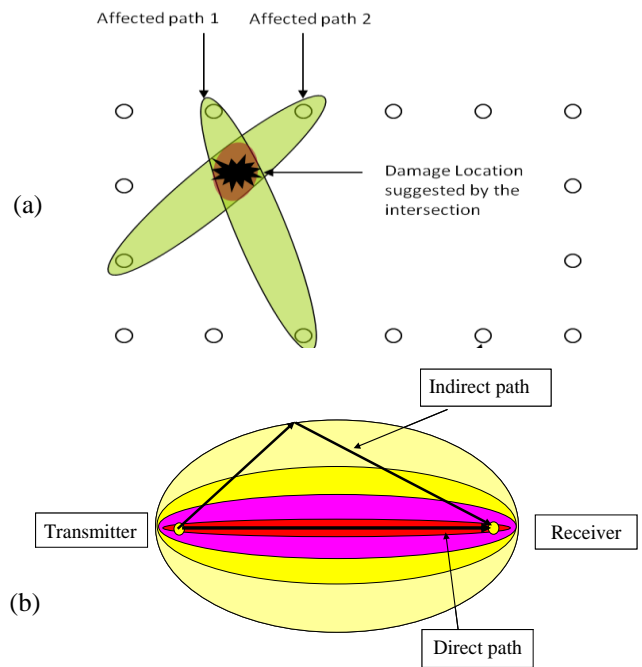 Affected path 1
Affected path 2
Damage Location
suggested by the
intersection
(a)
Indirect path
Transmitter
Receiver
(b)
Direct path